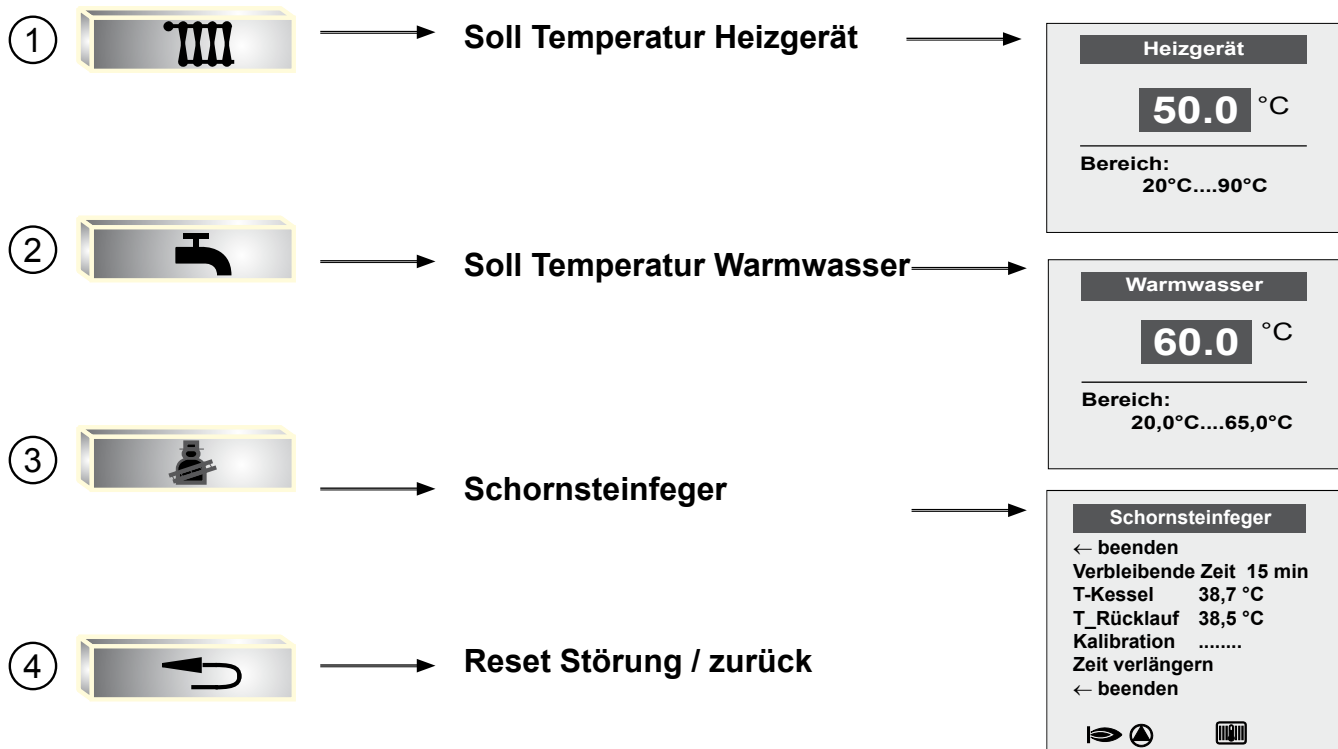 1
Soll Temperatur Heizgerät
Heizgerät
50.0 °C
Bereich:
20°C....90°C
2
Soll Temperatur Warmwasser
Warmwasser
60.0 °C
Bereich:
20,0°C....65,0°C
3
Schornsteinfeger
Schornsteinfeger
← beenden
Verbleibende Zeit 15 min
T-Kessel 38,7 °C
T_Rücklauf 38,5 °C
Kalibration ........
Zeit verlängern
← beenden
4
Reset Störung / zurück